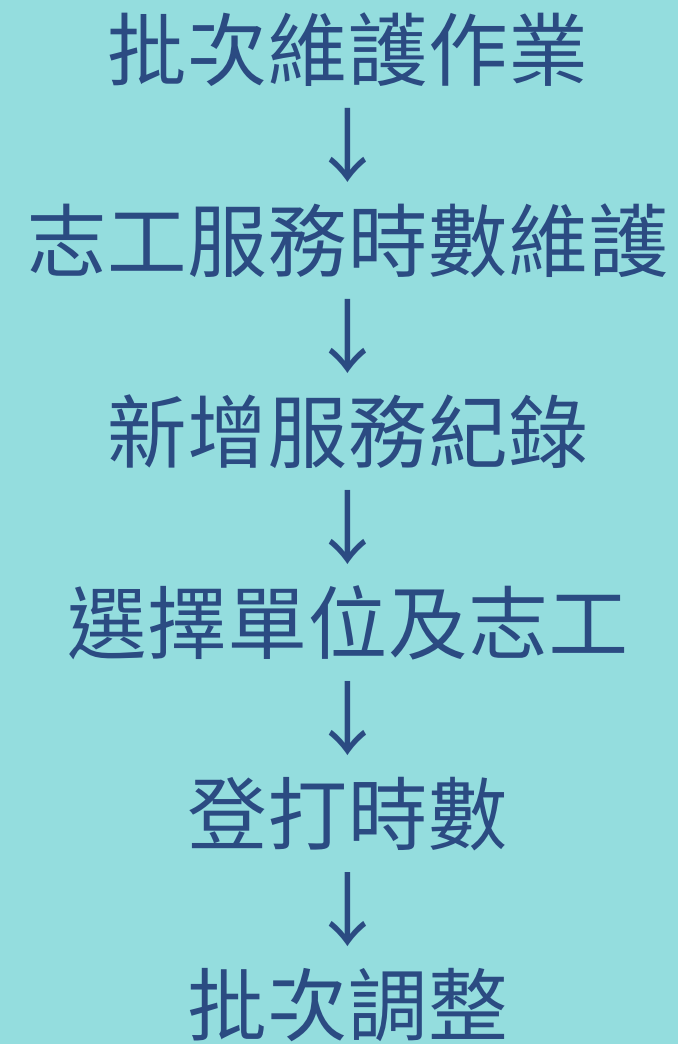 批次維護作業
↓
志工服務時數維護
↓
新增服務紀錄
↓
選擇單位及志工
↓
登打時數
↓
批次調整